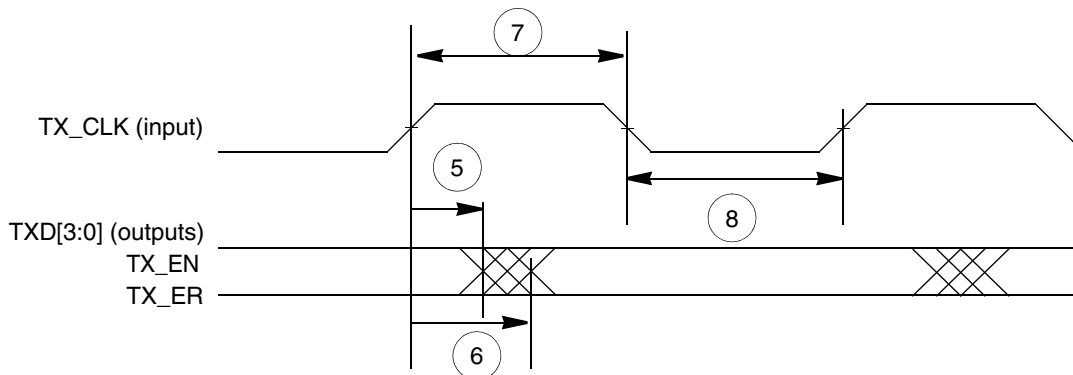 7
TX_CLK (input)
5
8
TXD[3:0] (outputs)
TX_EN
TX_ER
6